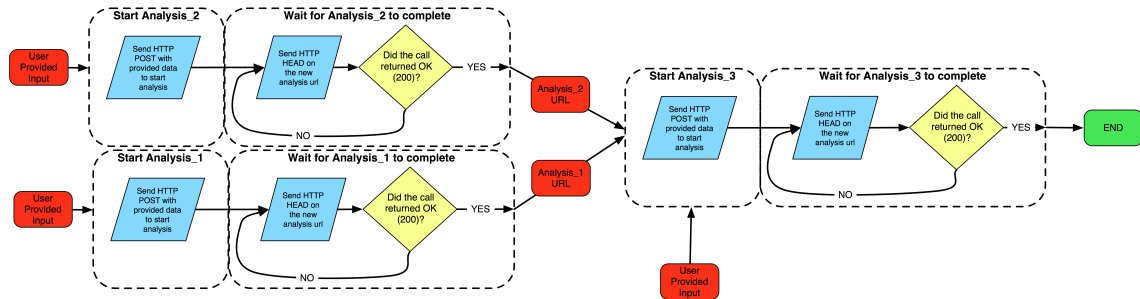 Start Analysis_2
Wait for Analysis_2 to complete
User
Provided
Input
Send HTTP
POST with
provided data
to start
analysis
Send HTTP
HEAD on
the new
analysis url
Did the call
returned OK
(200)?
YES
NO
Analysis_2
URL
Start Analysis_1
Wait for Analysis_1 to complete
User
Provided
Input
Send HTTP
POST with
provided data
to start
analysis
Send HTTP
HEAD on
the new
analysis url
Did the call
returned OK
(200)?
YES
NO
Analysis_1
URL
Start Analysis_3
Wait for Analysis_3 to complete
User
Provided
Input
Send HTTP
POST with
provided data
to start
analysis
Send HTTP
HEAD on
the new
analysis url
Did the call
returned OK
(200)?
YES
NO
END